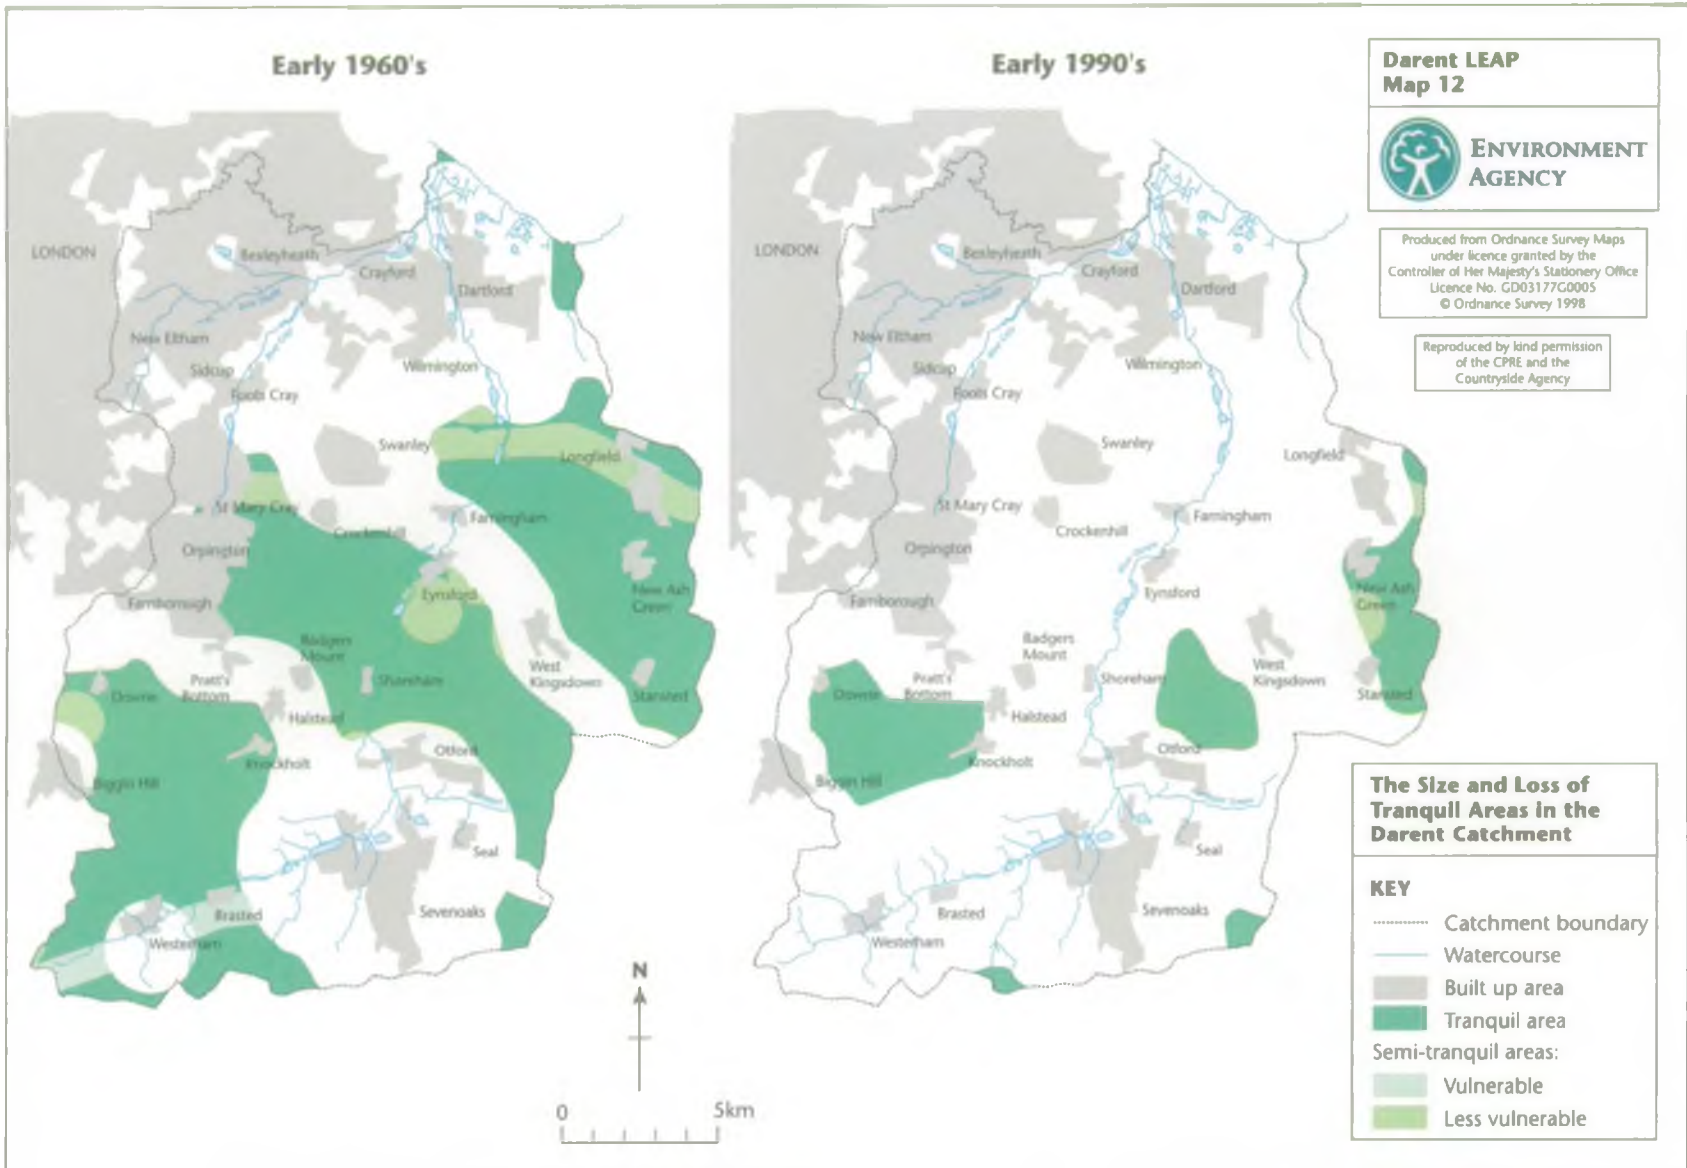 Early 1960's
LONDON
Bexleyheath
Crayford
Dartford
New Eltham
Sidcup
Wilmington
Foots Cray
Swanley
Longfield
St Mary Cray
Farningham
Crockenhill
Orpington
Eynsford
New Ash
Green
Farnborough
Badgers
Mount
West
Kingsdown
Pratt's
Bottom
Shoreham
Downe
Stansted
Halstead
Otford
Knockholt
Biggin Hill
Seal
Brasted
Sevenoaks
Westerham
Early 1990's
LONDON
Bexleyheath
Crayford
Dartford
New Eltham
Sidcup
Wilmington
Foots Cray
Swanley
Longfield
St Mary Cray
Farningham
Crockenhill
Orpington
Eynsford
New Ash
Green
Farnborough
Badgers
Mount
West
Kingsdown
Pratt's
Bottom
Shoreham
Downe
Stansted
Halstead
Otford
Knockholt
Biggin Hill
Seal
Brasted
Sevenoaks
Westerham
N
0 5km
Darent LEAP
Map 12
ENVIRONMENT
AGENCY
Produced from Ordnance Survey Maps
under licence granted by the
Controller of Her Majesty's Stationery Office
Licence No. GD03177G0005
© Ordnance Survey 1998
Reproduced by kind permission
of the CPRE and the
Countryside Agency
The Size and Loss of
Tranquil Areas in the
Darent Catchment
KEY
Catchment boundary
Watercourse
Built up area
Tranquil area
Semi-tranquil areas:
Vulnerable
Less vulnerable